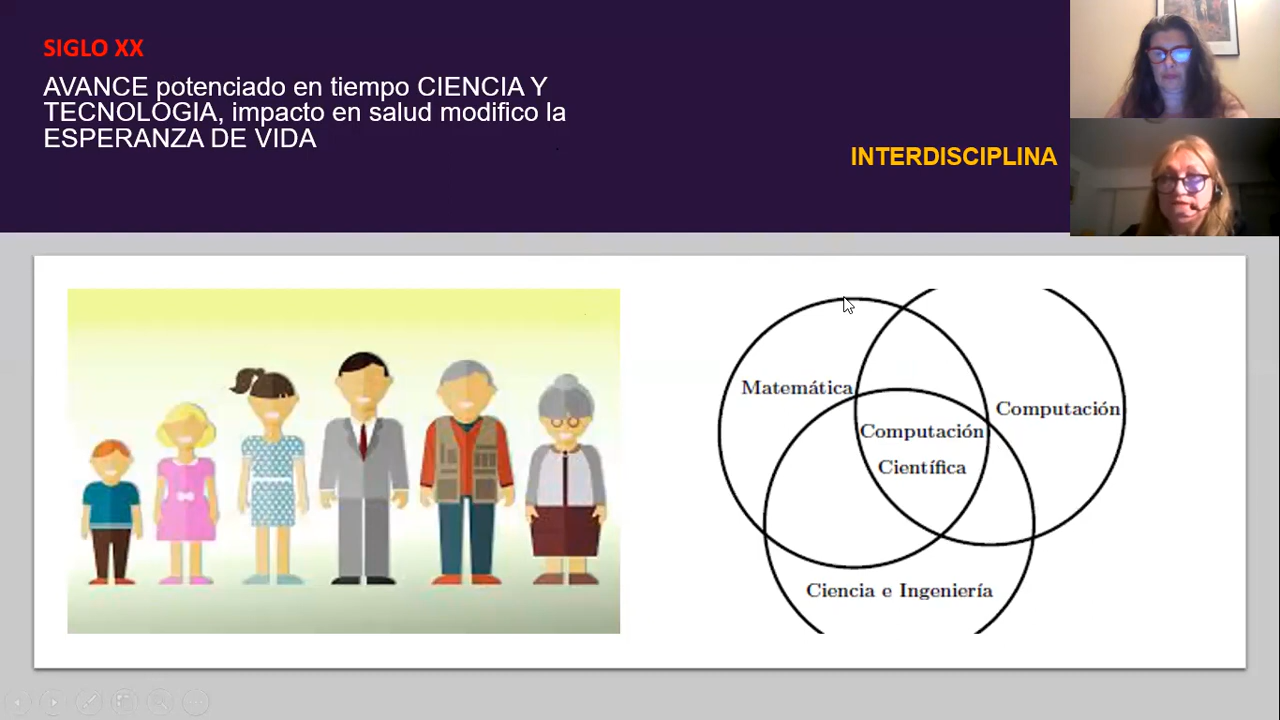 SIGLO XX
AVANCE potenciado en tiempo CIENCIA Y
TECNOLOGIA, impacto en salud modifico la
ESPERANZA DE VIDA
INTERDISCIPLINA
Matemática
Computación
Computación
Científica
Ciencia e Ingeniería